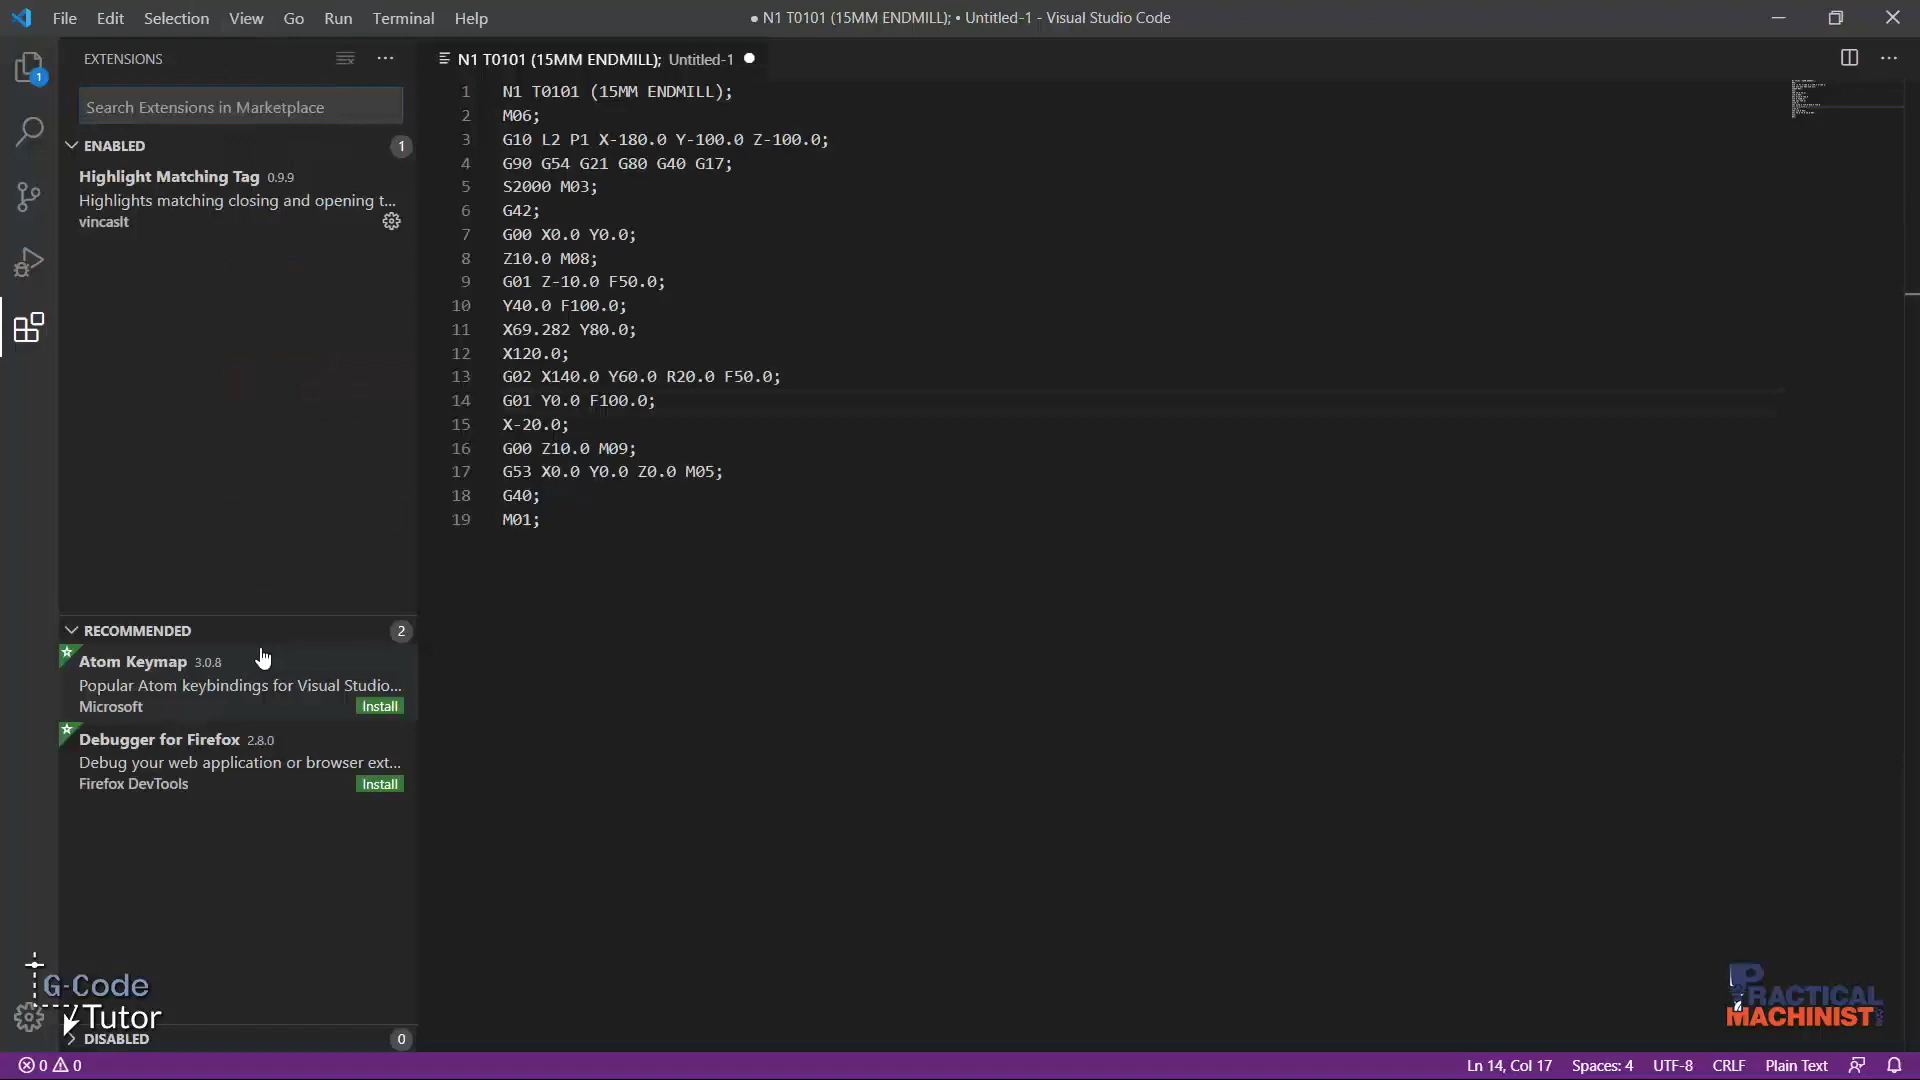 File Edit Selection View Go Run Terminal Help
● N1 T0101 (15MM ENDMILL); • Untitled-1 - Visual Studio Code
1
EXTENSIONS
Search Extensions in Marketplace
ENABLED 1
Highlight Matching Tag 0.9.9
Highlights matching closing and opening t...
vincaslt
RECOMMENDED 2
Atom Keymap 3.0.8
Popular Atom keybindings for Visual Studio...
Microsoft Install
Debugger for Firefox 2.8.0
Debug your web application or browser ext...
Firefox DevTools Install
DISABLED 0
N1 T0101 (15MM ENDMILL); Untitled-1 ●
1 N1 T0101 (15MM ENDMILL);
2 M06;
3 G10 L2 P1 X-180.0 Y-100.0 Z-100.0;
4 G90 G54 G21 G80 G40 G17;
5 S2000 M03;
6 G42;
7 G00 X0.0 Y0.0;
8 Z10.0 M08;
9 G01 Z-10.0 F50.0;
10 Y40.0 F100.0;
11 X69.282 Y80.0;
12 X120.0;
13 G02 X140.0 Y60.0 R20.0 F50.0;
14 G01 Y0.0 F100.0;
15 X-20.0;
16 G00 Z10.0 M09;
17 G53 X0.0 Y0.0 Z0.0 M05;
18 G40;
19 M01;
G-Code
Tutor
PRACTICAL
MACHINIST
0 0
Ln 14, Col 17 Spaces: 4 UTF-8 CRLF Plain Text